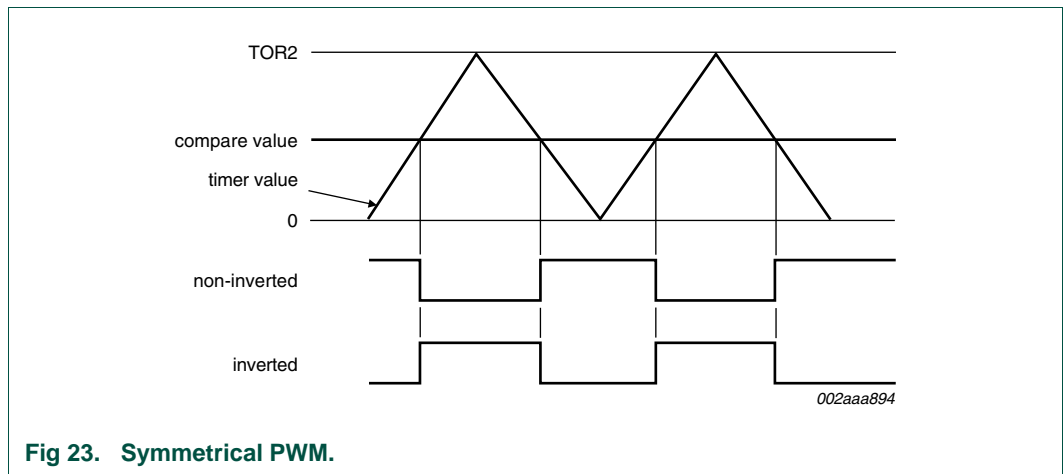 TOR2
compare value
timer value
0
non-inverted
inverted
002aaa894
Fig 23. Symmetrical PWM.